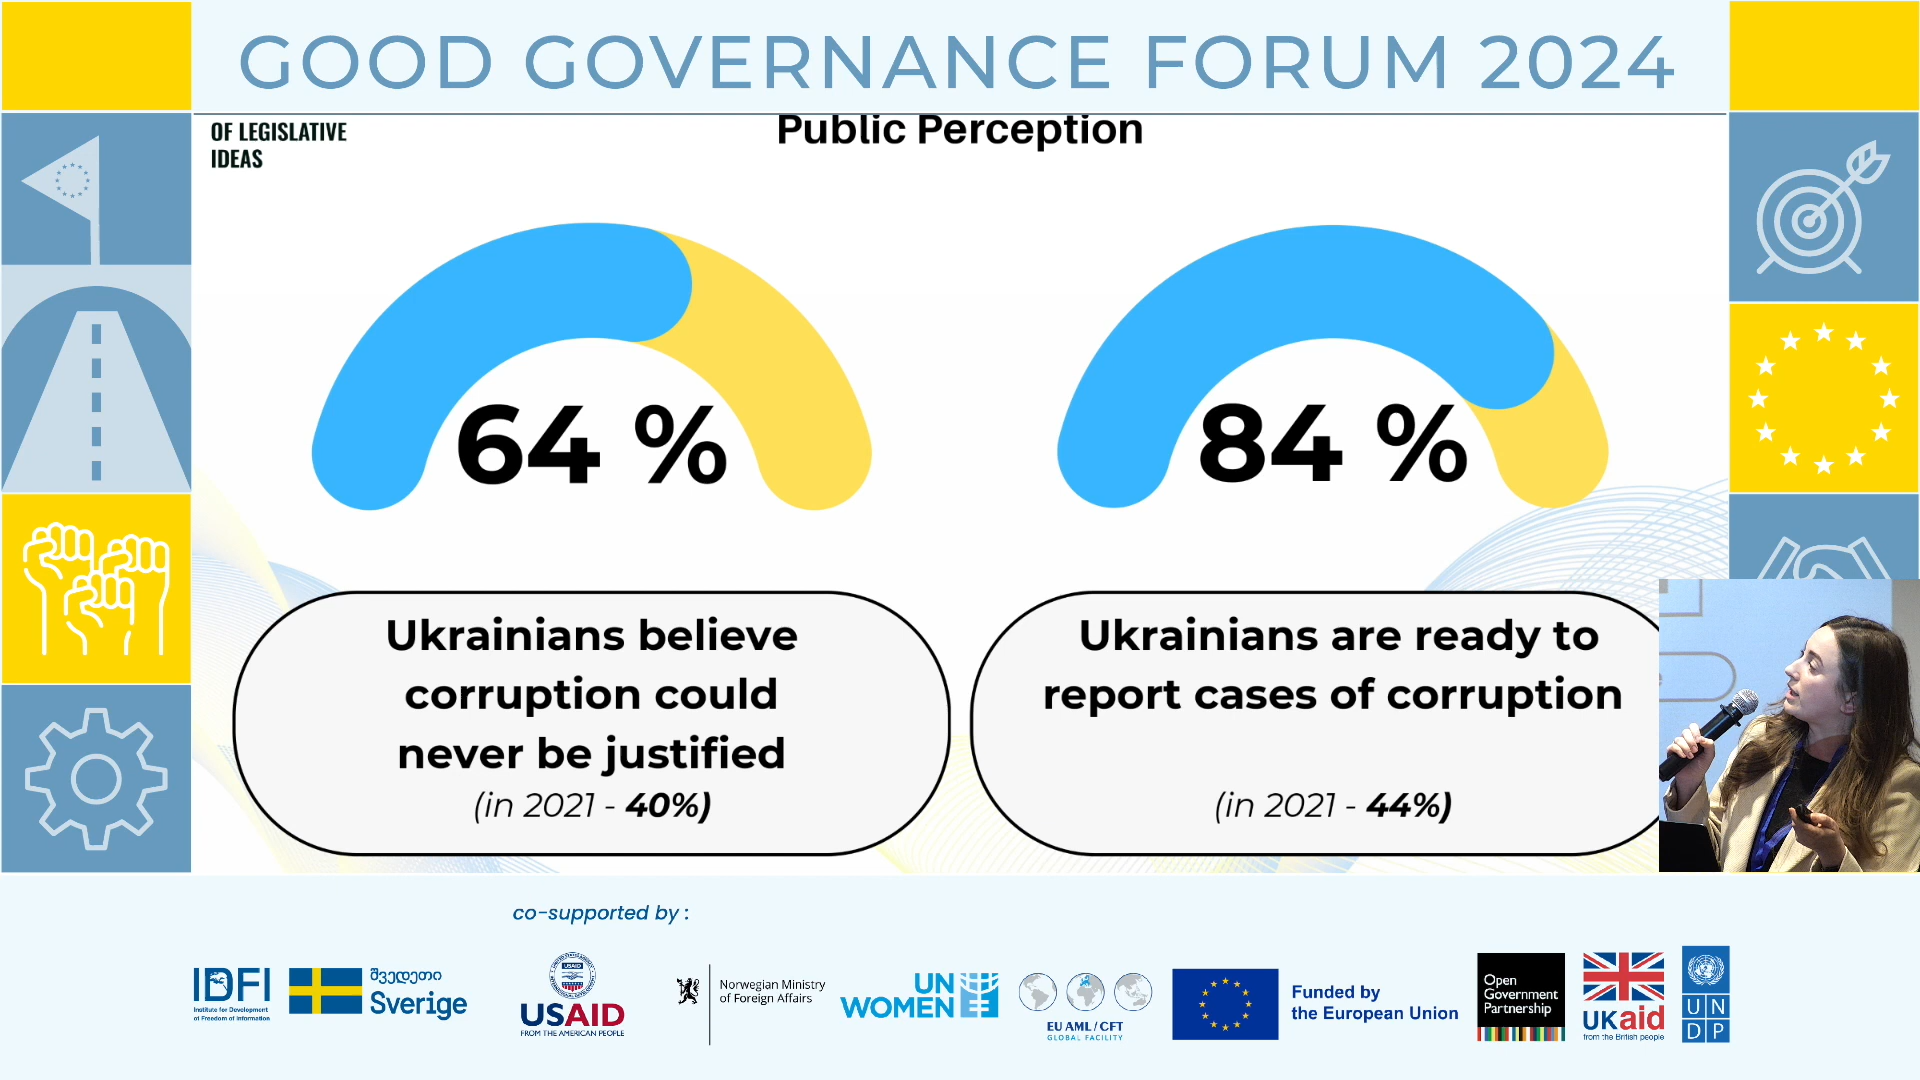 GOOD GOVERNANCE FORUM 2024
OF LEGISLATIVE
IDEAS
Public Perception
64 %
84 %
Ukrainians believe
corruption could
never be justified
(in 2021 - 40%)
Ukrainians are ready to
report cases of corruption
(in 2021 - 44%)
co-supported by :
IDFI
Institute for Development
of Freedom of Information
შვედეთი
Sverige
USAID
USAID
FROM THE AMERICAN PEOPLE
Norwegian Ministry
of Foreign Affairs
UN
WOMEN
EU AML / CFT
GLOBAL FACILITY
Funded by
the European Union
Open
Government
Partnership
UKaid
from the British people
U N
D P